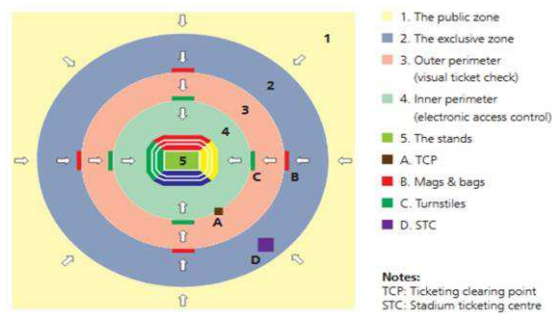 1
2
3
4
5
C
B
A
D
1. The public zone
2. The exclusive zone
3. Outer perimeter
(visual ticket check)
4. Inner perimeter
(electronic access control)
5. The stands
A. TCP
B. Mags & bags
C. Turnstiles
D. STC
Notes:
TCP: Ticketing clearing point
STC: Stadium ticketing centre